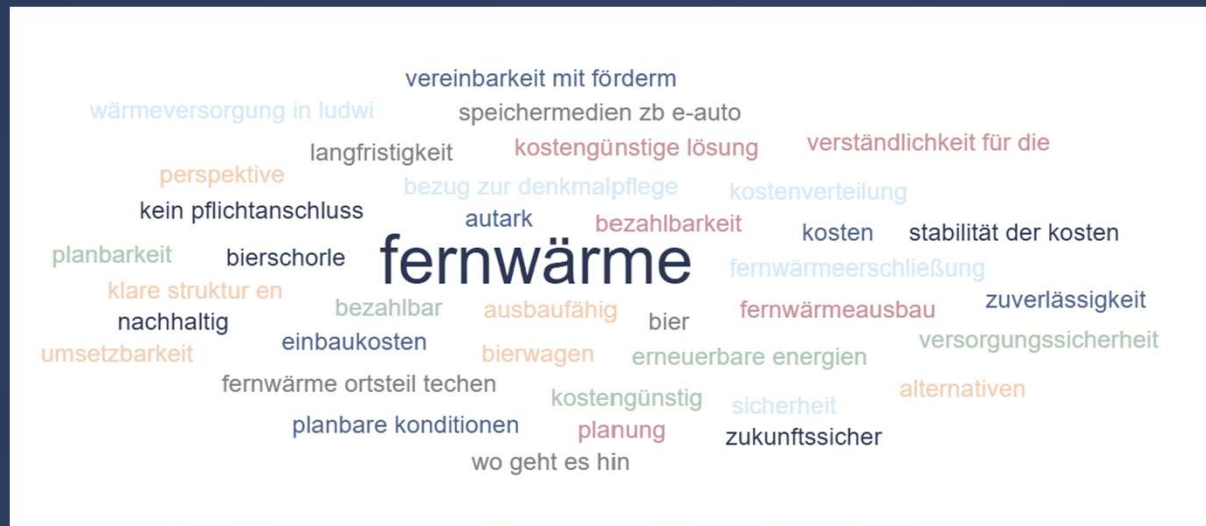 vereinbarkeit mit förderm
wärmeversorgung in ludwi
speichermedien zb e-auto
langfristigkeit
kostengünstige lösung
verständlichkeit für die
perspektive
bezug zur denkmalpflege
kostenverteilung
kein pflichtanschluss
autark
bezahlbarkeit
kosten
stabilität der kosten
planbarkeit
bierschorle
fernwärme
fernwärmeerschließung
klare struktur en
bezahlbar
ausbaufähig
fernwärmeausbau
zuverlässigkeit
nachhaltig
bier
einbaukosten
versorgungssicherheit
umsetzbarkeit
bierwagen
erneuerbare energien
fernwärme ortsteil techen
kostengünstig
alternativen
sicherheit
planbare konditionen
planung
zukunftssicher
wo geht es hin